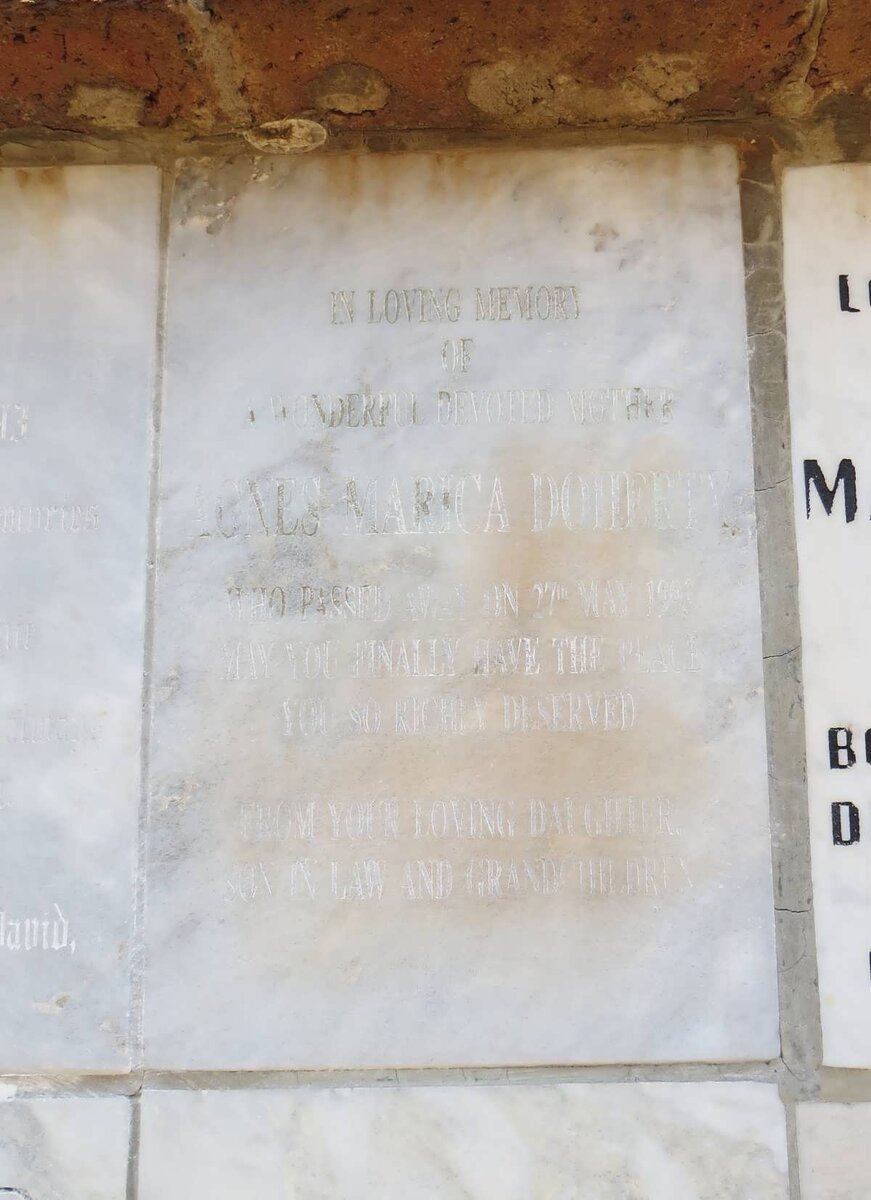 IN LOVING MEMORY
OF
A WONDERFUL DEVOTED MOTHER
AGNES MARICA DOHERTY
WHO PASSED AWAY ON 27TH MAY
MAY YOU FINALLY HAVE THE PEACE
YOU SO RICHLY DESERVED
FROM YOUR LOVING DAUGHTER,
SON IN LAW AND GRANDCHILDREN
David,